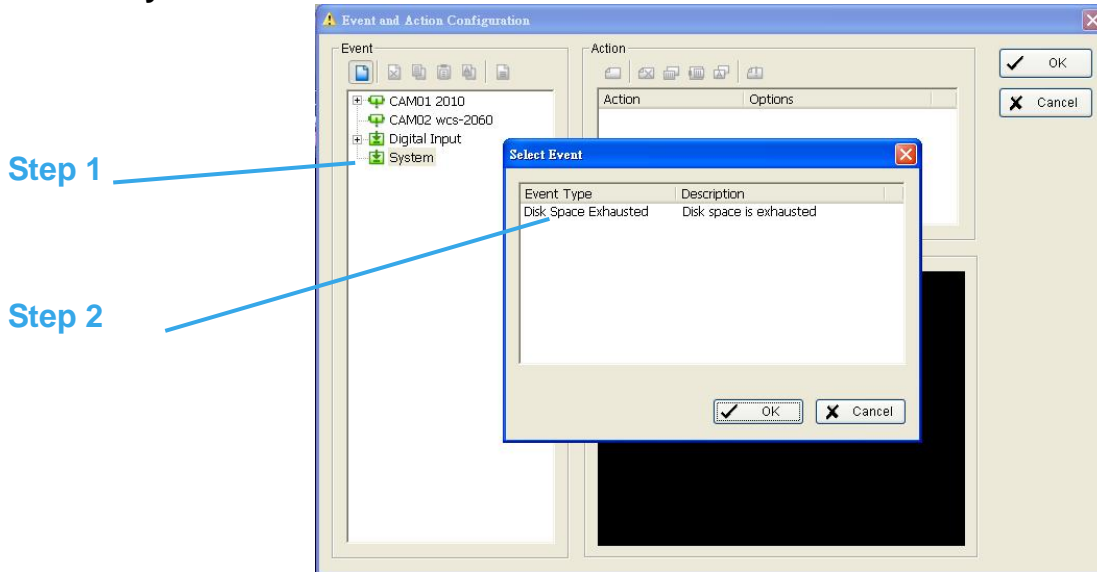 Event and Action Configuration
Event
Action
OK
Cancel
Action Options
CAM01 2010
CAM02 wcs-2060
Digital Input
System
Step 1
Select Event
Event Type Description
Disk Space Exhausted Disk space is exhausted
Step 2
OK Cancel